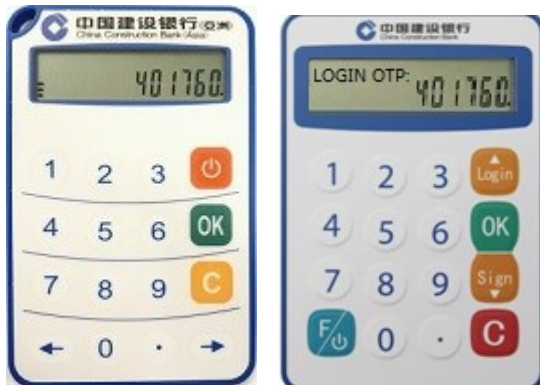 中国建设银行(亞洲)
China Construction Bank (Asia)
401760.
1 2 3
4 5 6 OK
7 8 9 C
← 0 · →
中国建设银行
China Construction Bank
LOGIN OTP: 401760.
1 2 3 Login
4 5 6 OK
7 8 9 Sign
F 0 · C